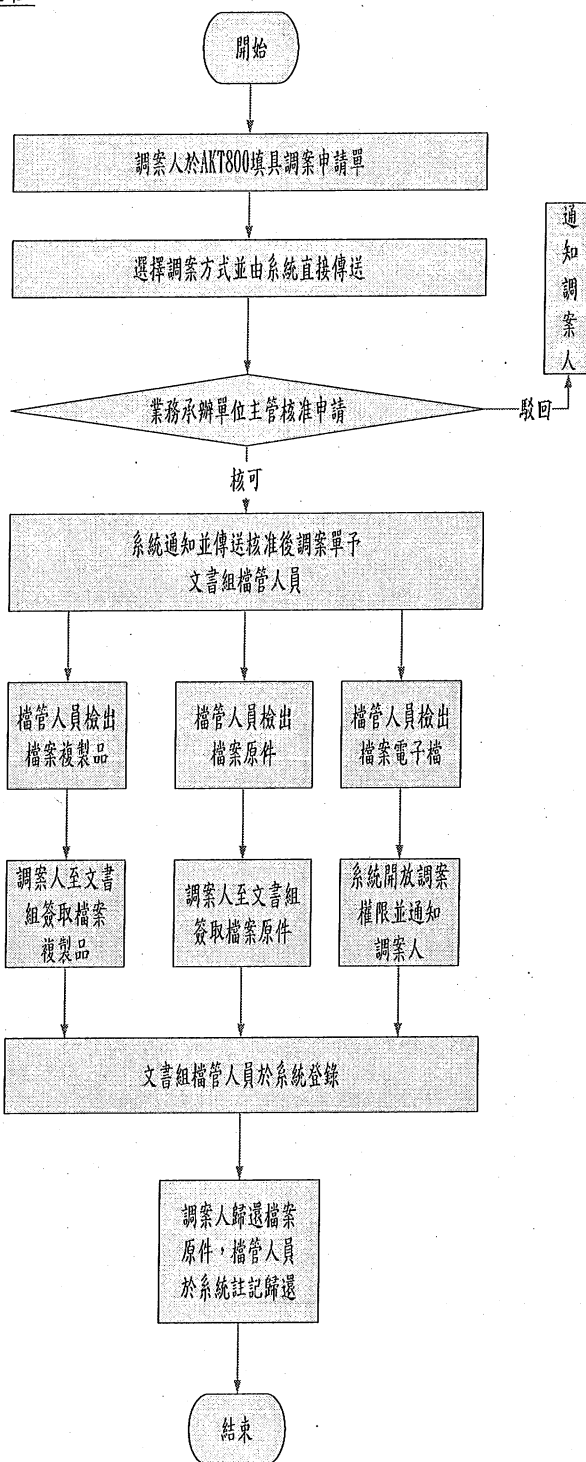 開始
調案人於AKT800填具調案申請單
選擇調案方式並由系統直接傳送
通知調案人
業務承辦單位主管核准申請
駁回
核可
系統通知並傳送核准後調案單予
文書組檔管人員
檔管人員檢出
檔案複製品
檔管人員檢出
檔案原件
檔管人員檢出
檔案電子檔
調案人至文書
組簽取檔案
複製品
調案人至文書組
簽取檔案原件
系統開放調案
權限並通知
調案人
文書組檔管人員於系統登錄
調案人歸還檔案
原件，檔管人員
於系統註記歸還
結束